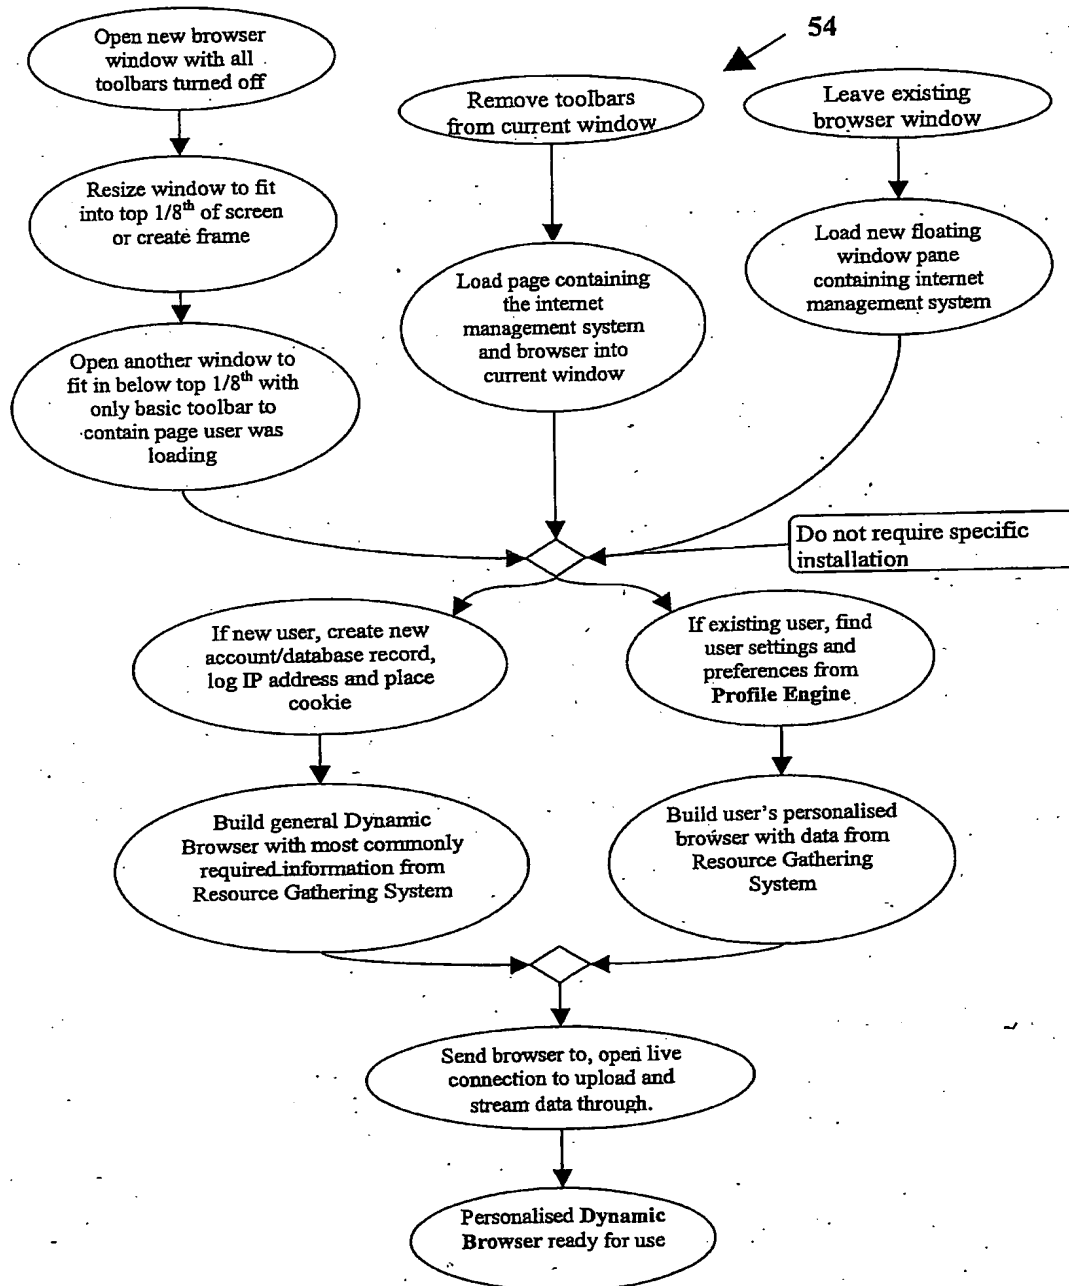 54
Open new browser
window with all
toolbars turned off
Resize window to fit
into top 1/8th of screen
or create frame
Open another window to
fit in below top 1/8th with
only basic toolbar to
contain page user was
loading
Remove toolbars
from current window
Load page containing
the internet
management system
and browser into
current window
Leave existing
browser window
Load new floating
window pane
containing internet
management system
Do not require specific
installation
If new user, create new
account/database record,
log IP address and place
cookie
If existing user, find
user settings and
preferences from
Profile Engine
Build general Dynamic
Browser with most commonly
required information from
Resource Gathering System
Build user's personalised
browser with data from
Resource Gathering
System
Send browser to, open live
connection to upload and
stream data through.
Personalised Dynamic
Browser ready for use